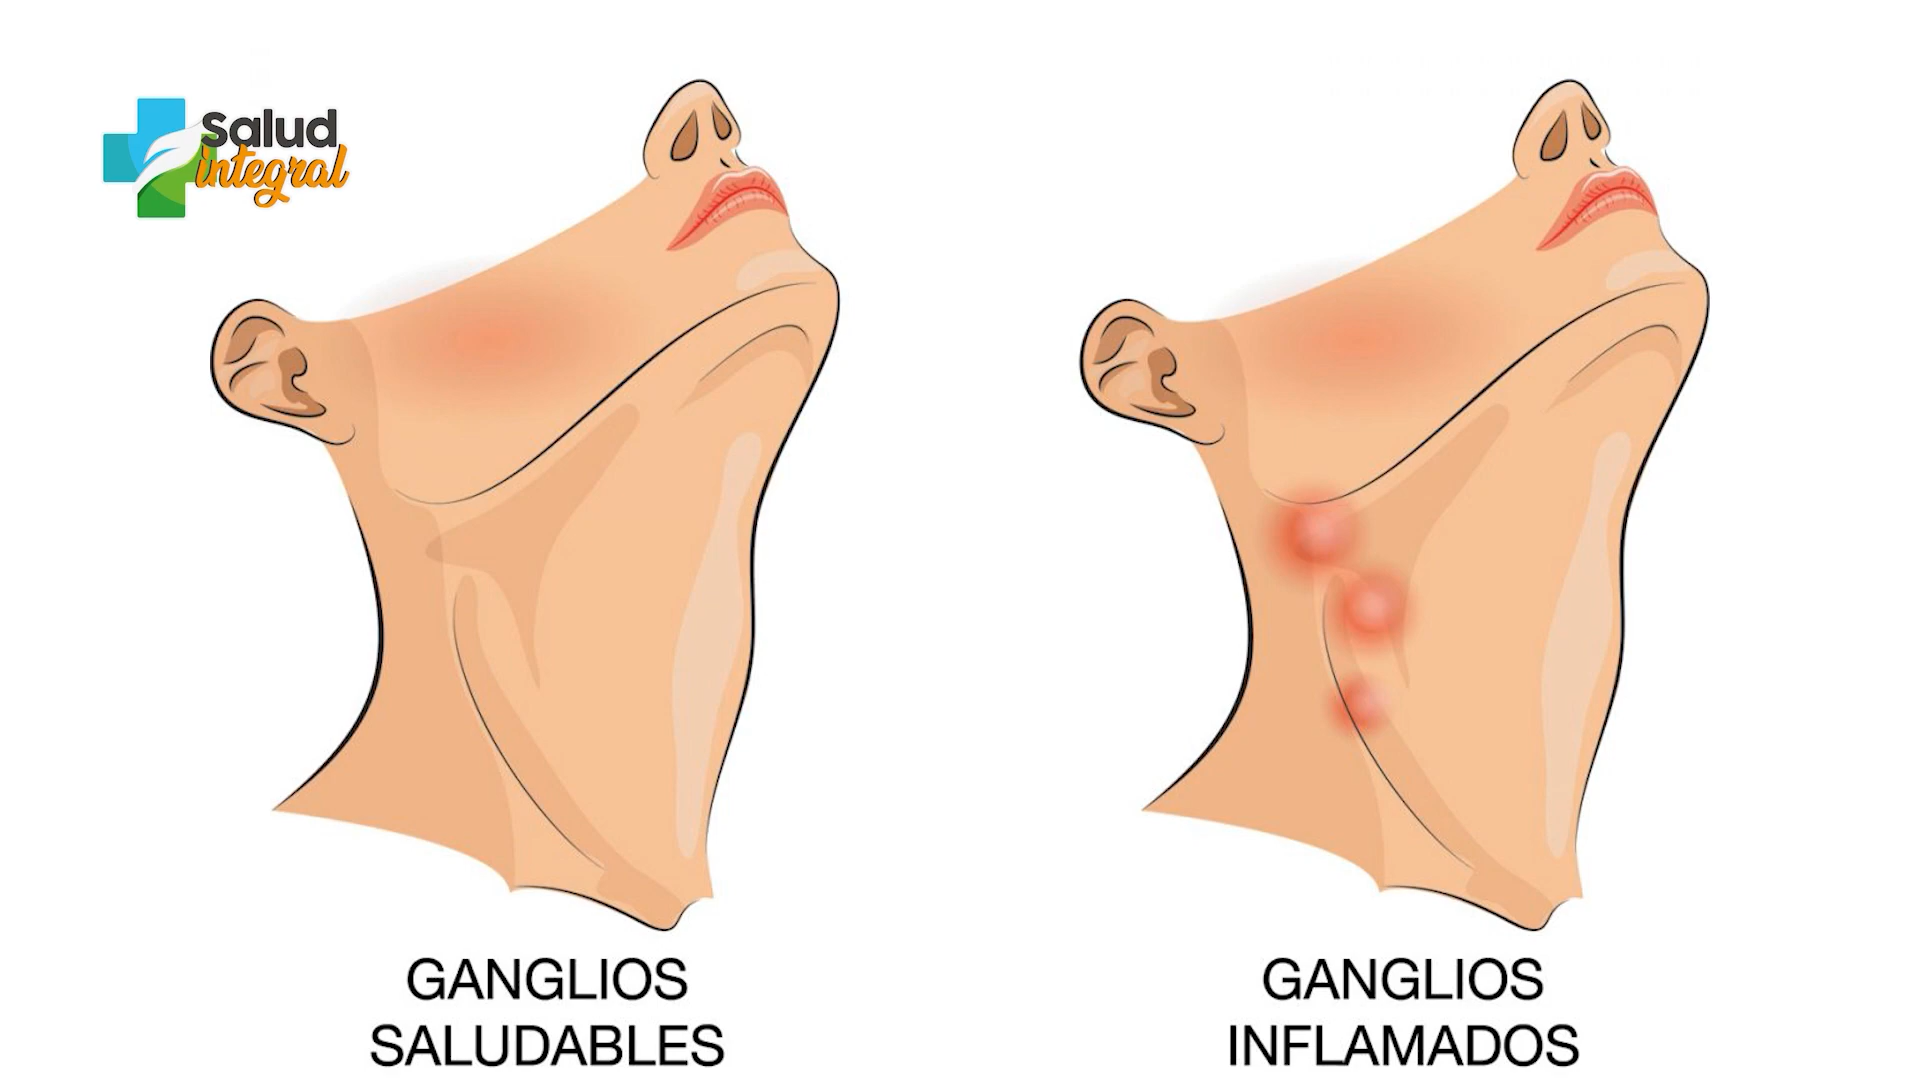 Salud
integral
GANGLIOS
SALUDABLES
GANGLIOS
INFLAMADOS